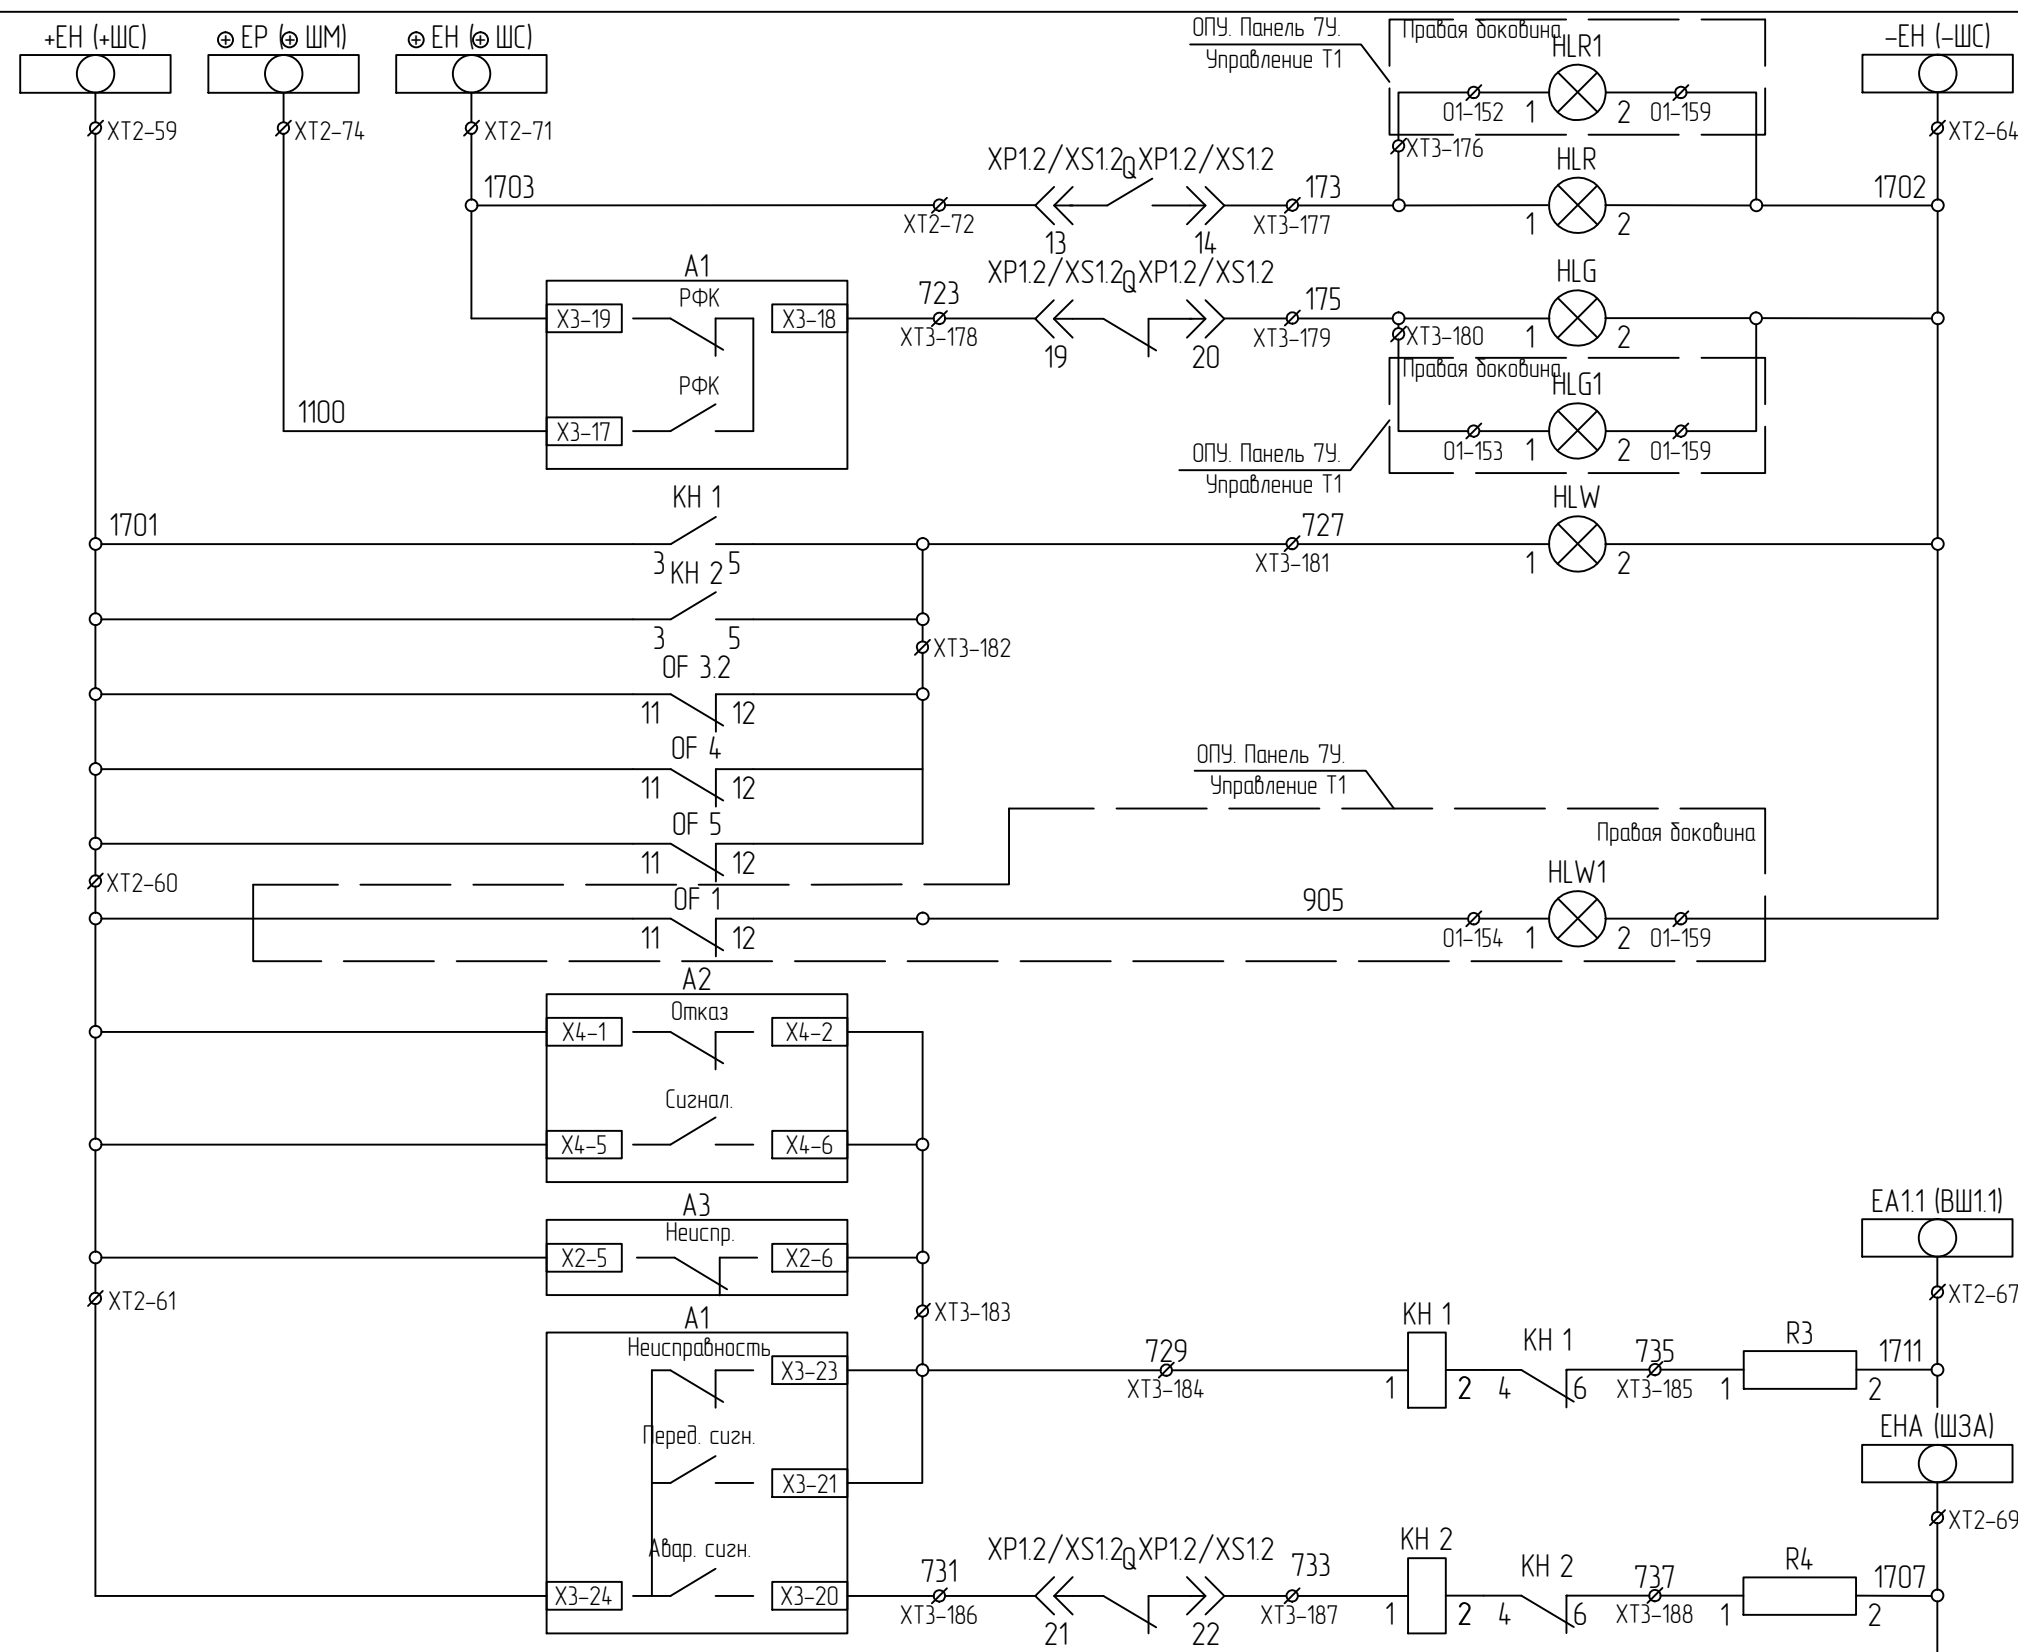 +ЕН (+ШС)
⊕ ЕР (⊕ ШМ)
⊕ ЕН (⊕ ШС)
ОПУ. Панель 7У.
Управление Т1
Правая боковина
HLR1
-ЕН (-ШС)
XT2-59
XT2-74
XT2-71
01-152
1
2
01-159
XT2-64
XT3-176
1703
XP1.2/XS1.2
Q
XP1.2/XS1.2
173
HLR
1702
XT2-72
13
14
XT3-177
1
2
A1
РФК
X3-19
X3-18
723
XT3-178
XP1.2/XS1.2
Q
XP1.2/XS1.2
19
20
175
XT3-179
HLG
XT3-180
1
2
РФК
1100
X3-17
Правая боковина
HLG1
01-153
1
2
01-159
ОПУ. Панель 7У.
Управление Т1
КН 1
1701
3
5
727
XT3-181
HLW
1
2
КН 2
3
5
XT3-182
OF 3.2
11
12
OF 4
11
12
ОПУ. Панель 7У.
Управление Т1
OF 5
11
12
Правая боковина
XT2-60
OF 1
11
12
905
HLW1
01-154
1
2
01-159
A2
Отказ
X4-1
X4-2
Сигнал.
X4-5
X4-6
A3
Неиспр.
X2-5
X2-6
ЕА1.1 (ВШ1.1)
XT2-67
XT2-61
XT3-183
A1
Неисправность
X3-23
729
XT3-184
КН 1
1
2
КН 1
4
6
735
XT3-185
R3
1
2
1711
Перед. сигн.
X3-21
ЕНА (ШЗА)
XT2-69
Авар. сигн.
X3-24
X3-20
731
XT3-186
XP1.2/XS1.2
Q
XP1.2/XS1.2
21
22
733
XT3-187
КН 2
1
2
КН 2
4
6
737
XT3-188
R4
1
2
1707